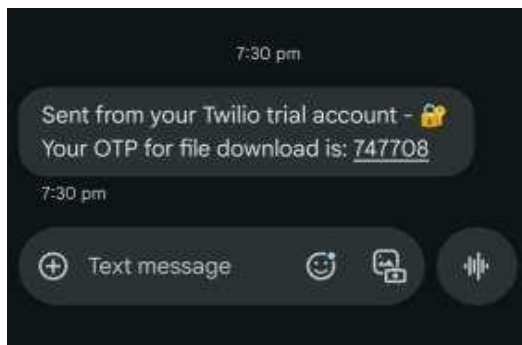 7:30 pm
Sent from your Twilio trial account - 🔐
Your OTP for file download is: 747708
7:30 pm
Text message